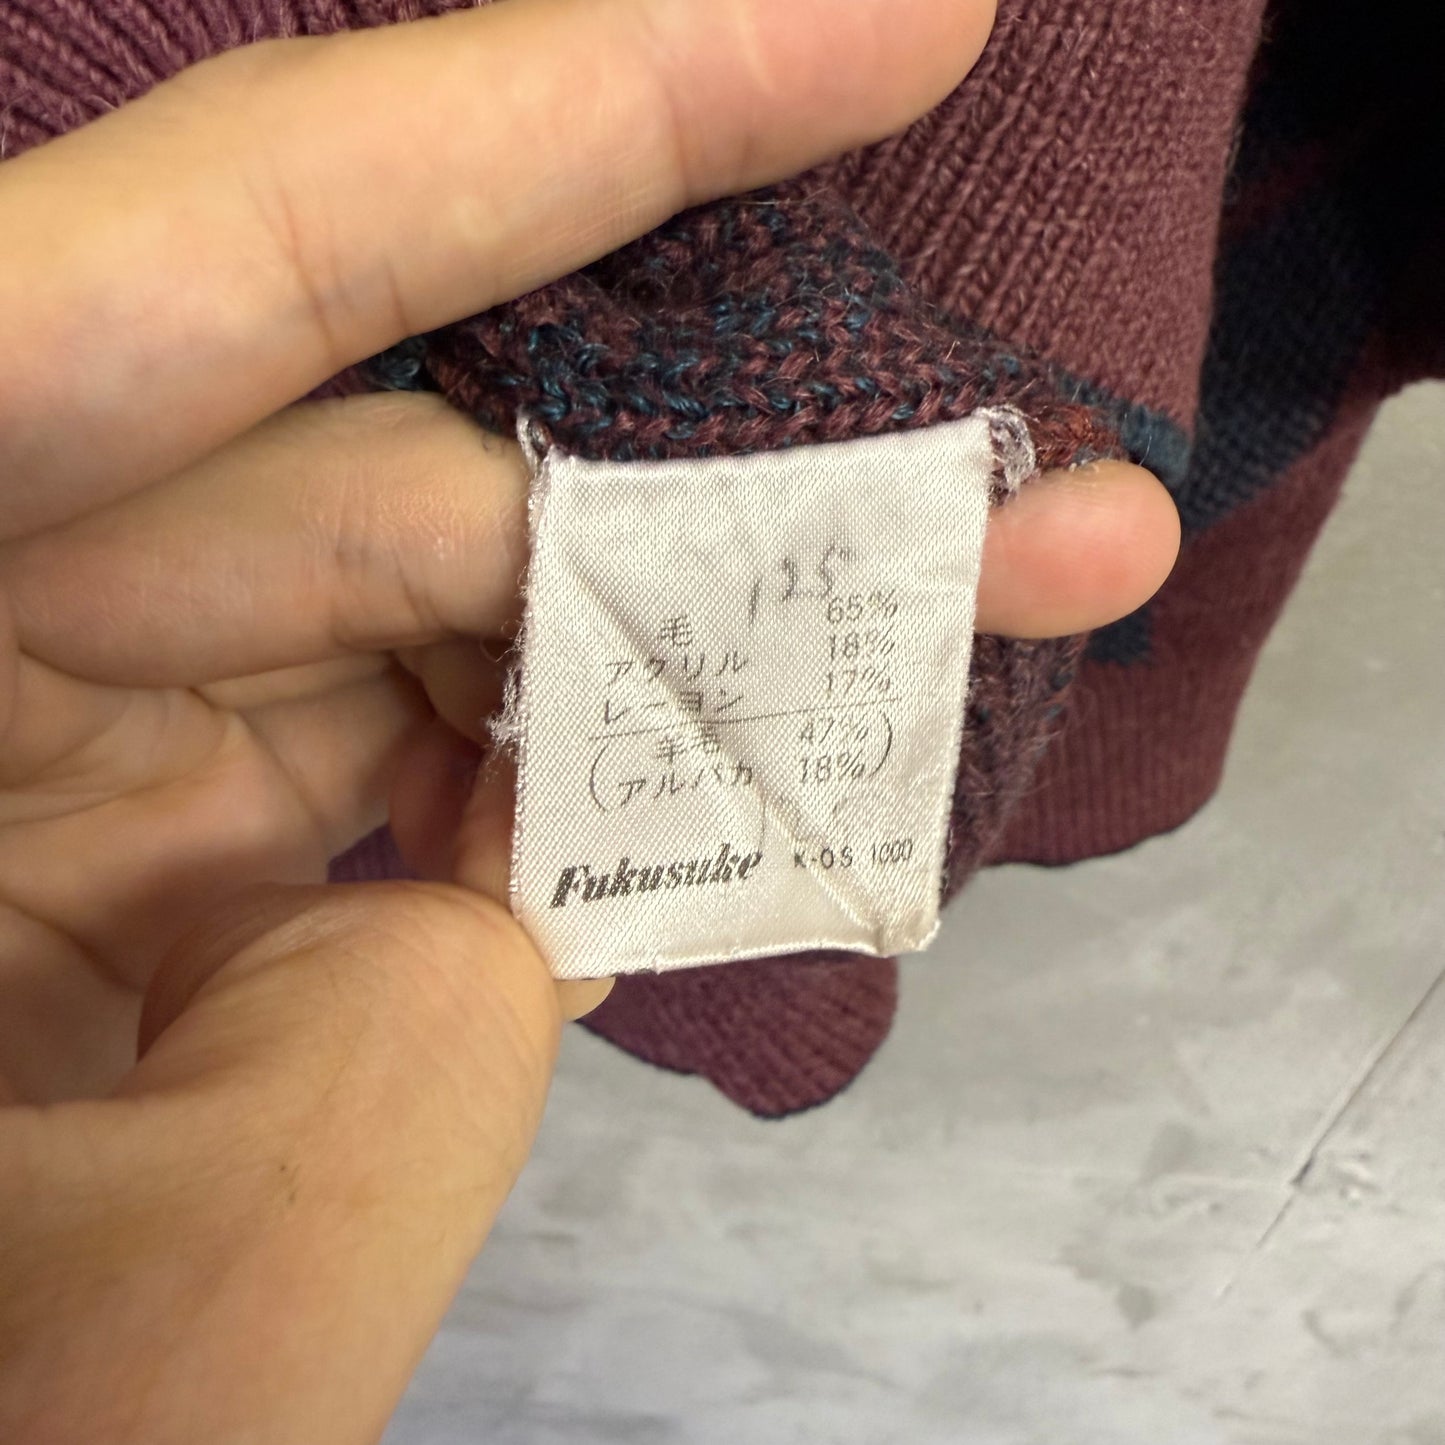 125
毛 65%
アクリル 18%
レーヨン 17%
(羊毛 47%
アルパカ 18%)
Fukusuke K-OS 1000